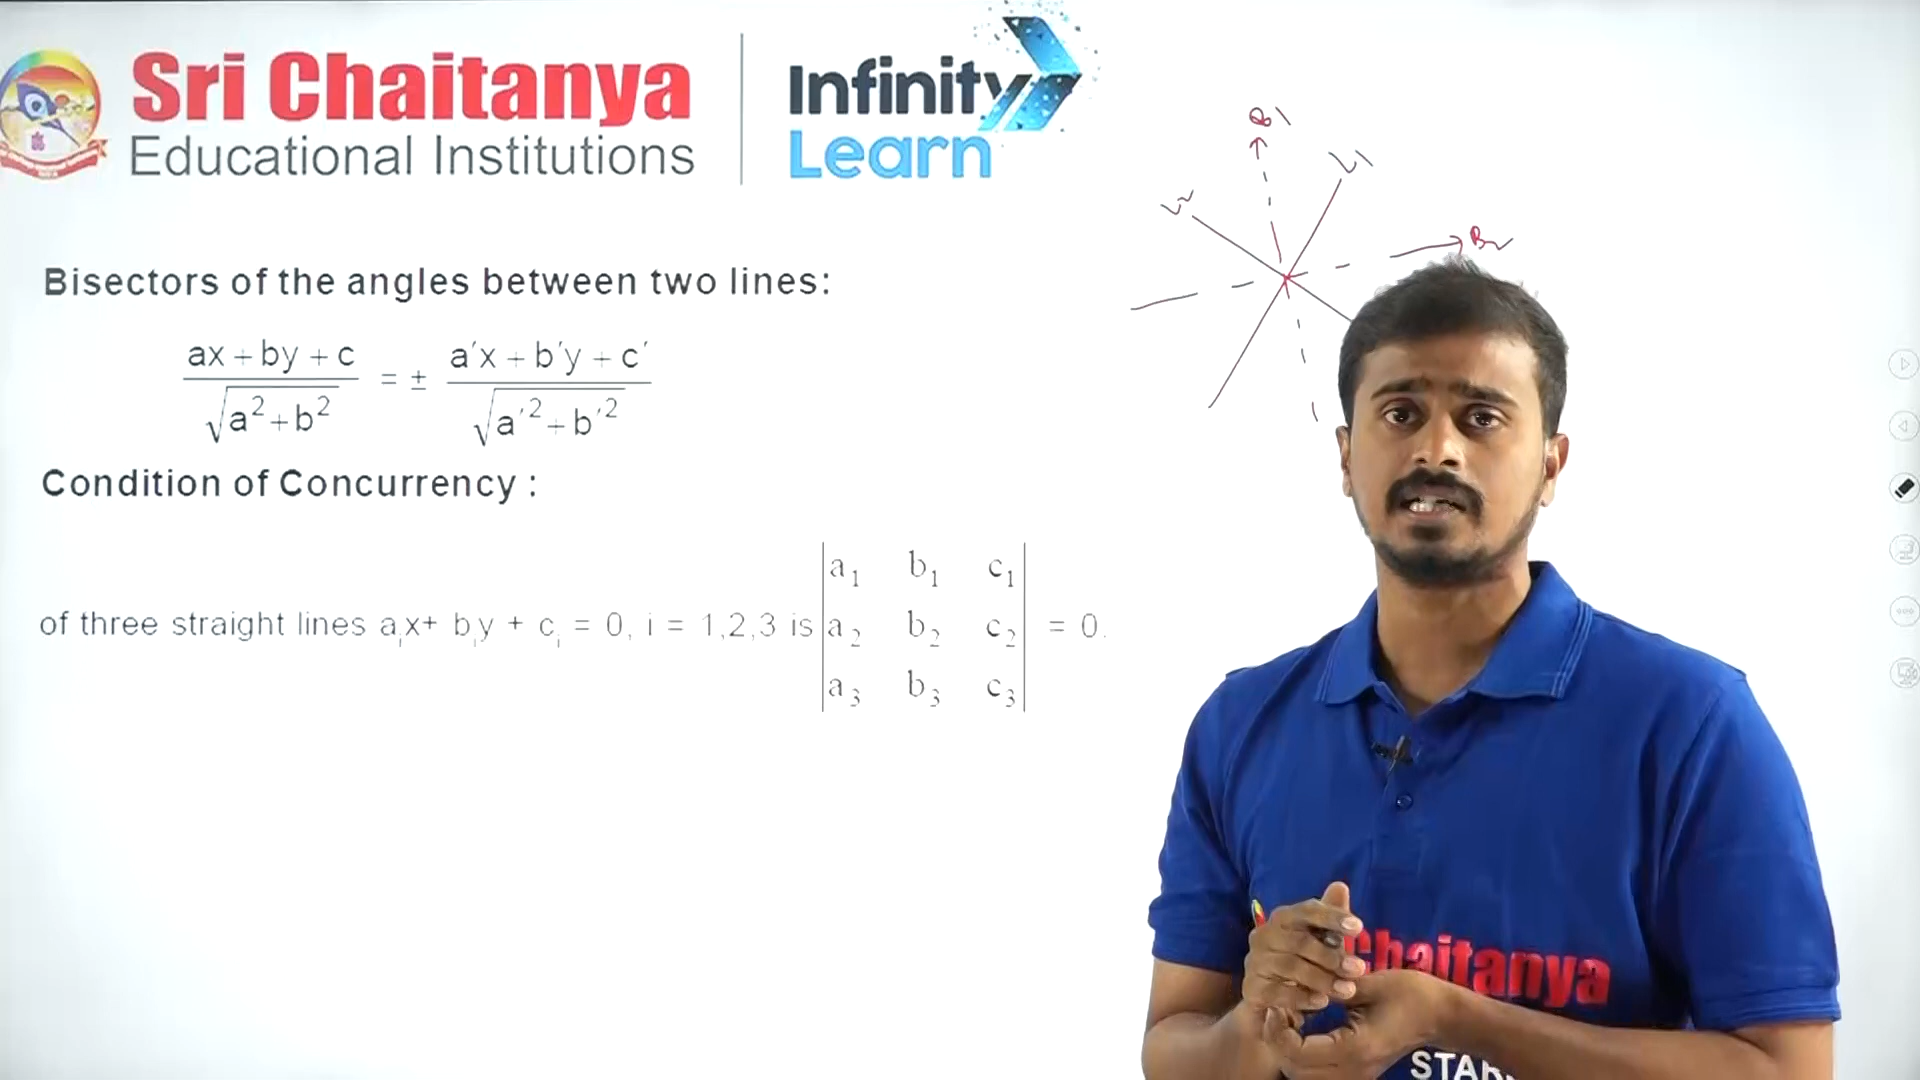 Sri Chaitanya
Educational Institutions
Infinity
Learn
B1
L1
L2
B2
Bisectors of the angles between two lines:
ax + by + c / √a² + b² = ± a′x + b′y + c′ / √a′² + b′²
Condition of Concurrency :
of three straight lines aᵢx+ bᵢy + cᵢ = 0, i = 1,2,3 is |a₁ b₁ c₁
a₂ b₂ c₂
a₃ b₃ c₃| = 0.
Chaitanya